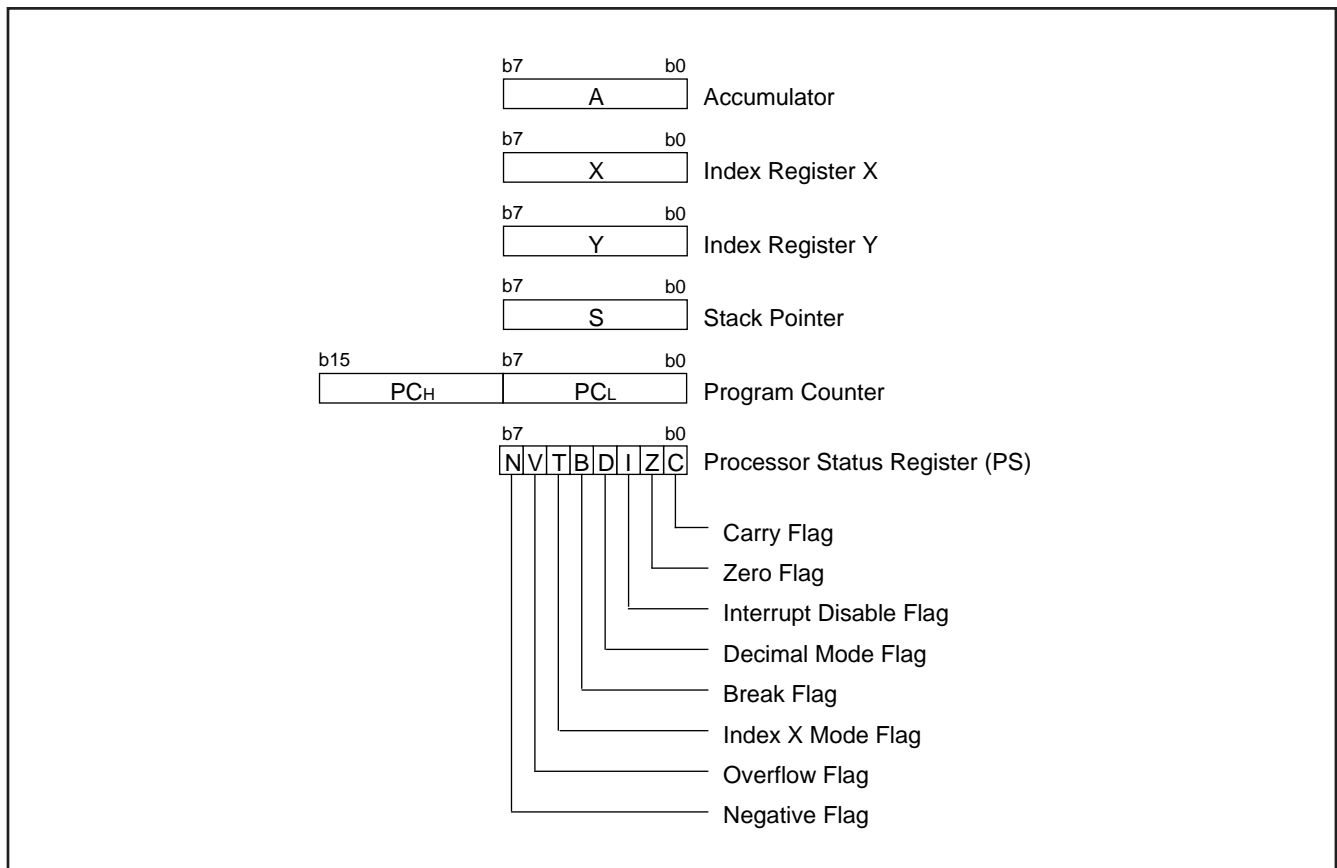 b7 b0
A Accumulator
b7 b0
X Index Register X
b7 b0
Y Index Register Y
b7 b0
S Stack Pointer
b15 b7 b0
PCH PCL Program Counter
b7 b0
N V T B D I Z C Processor Status Register (PS)
Carry Flag
Zero Flag
Interrupt Disable Flag
Decimal Mode Flag
Break Flag
Index X Mode Flag
Overflow Flag
Negative Flag